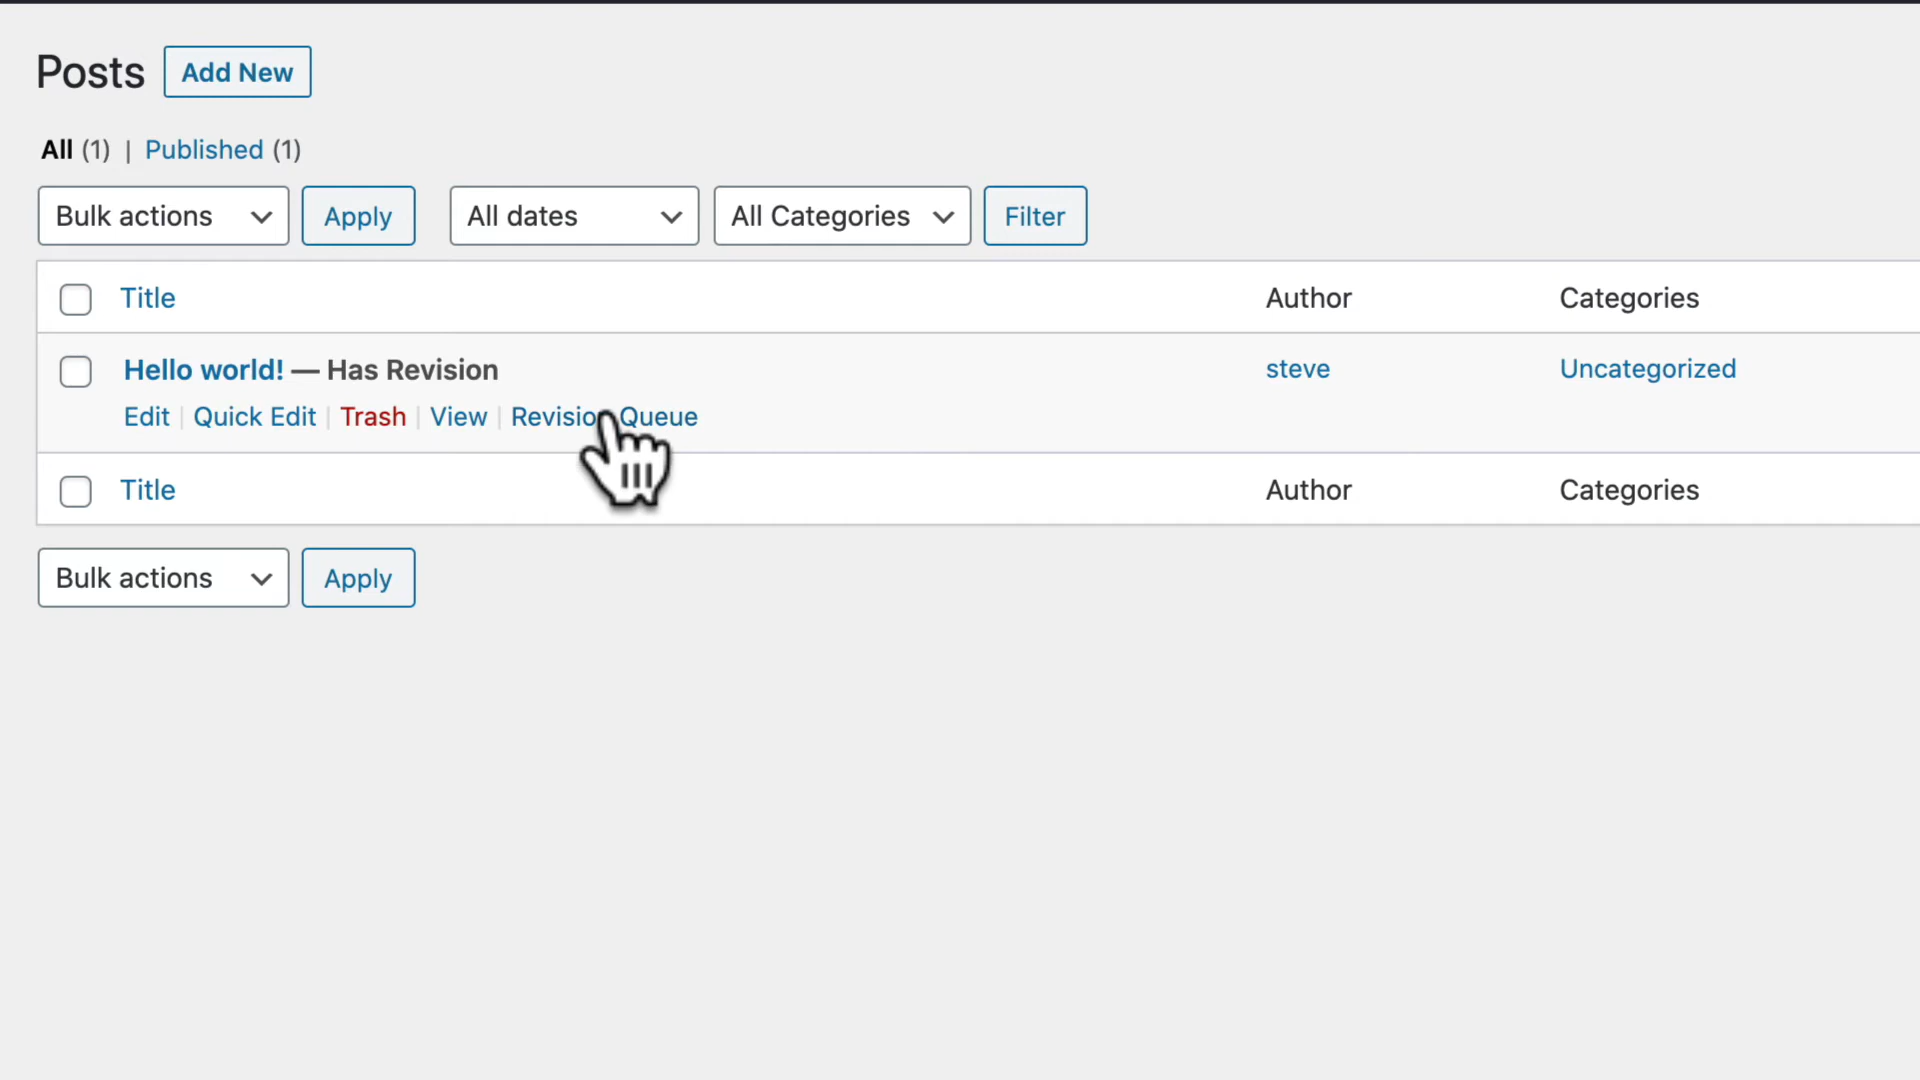 Posts Add New
All (1) | Published (1)
Bulk actions Apply All dates All Categories Filter
Title Author Categories
Hello world! — Has Revision steve Uncategorized
Edit | Quick Edit | Trash | View | Revision Queue
Title Author Categories
Bulk actions Apply